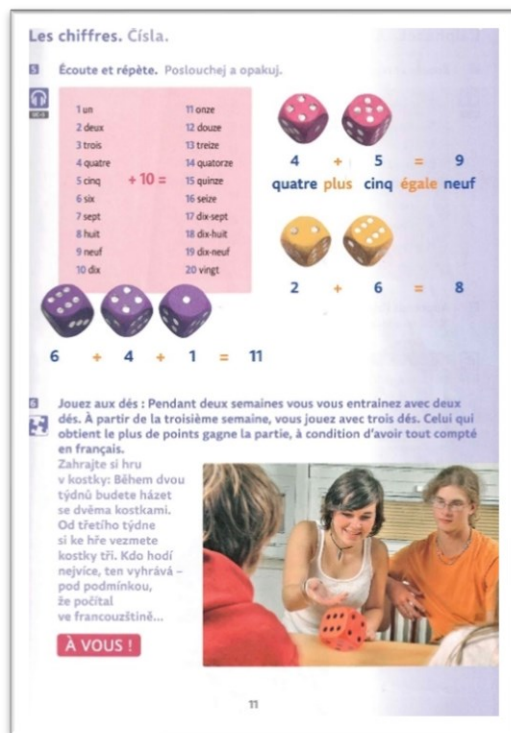 Les chiffres. Čísla.
5 Écoute et répète. Poslouchej a opakuj.
1 un
2 deux
3 trois
4 quatre
5 cinq
6 six
7 sept
8 huit
9 neuf
10 dix
+ 10 =
11 onze
12 douze
13 treize
14 quatorze
15 quinze
16 seize
17 dix-sept
18 dix-huit
19 dix-neuf
20 vingt
4 + 5 = 9
quatre plus cinq égale neuf
2 + 6 = 8
6 + 4 + 1 = 11
6 Jouez aux dés : Pendant deux semaines vous vous entraînez avec deux
dés. À partir de la troisième semaine, vous jouez avec trois dés. Celui qui
obtient le plus de points gagne la partie, à condition d'avoir tout compté
en français.
Zahrajte si hru
v kostky: Během dvou
týdnů budete házet
se dvěma kostkami.
Od třetího týdne
si ke hře vezmete
kostky tři. Kdo hodí
nejvíce, ten vyhrává –
pod podmínkou,
že počítal
ve francouzštině...
À VOUS !
11